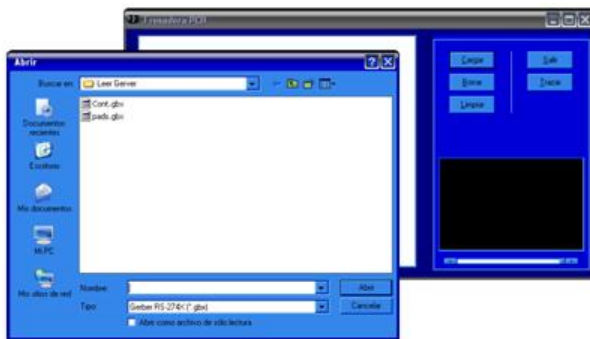 Fresadora PCB
Abrir
Buscar en:
Leer Gerver
Cargar
Salir
Borrar
Trazar
Limpiar
Cont.gbx
pads.gbx
Documentos
recientes
Escritorio
Mis documentos
Mi PC
Mis sitios de red
Nombre:
Abrir
Tipo:
Gerber RS-274X (*.gbx)
Cancelar
Abrir como archivo de sólo lectura